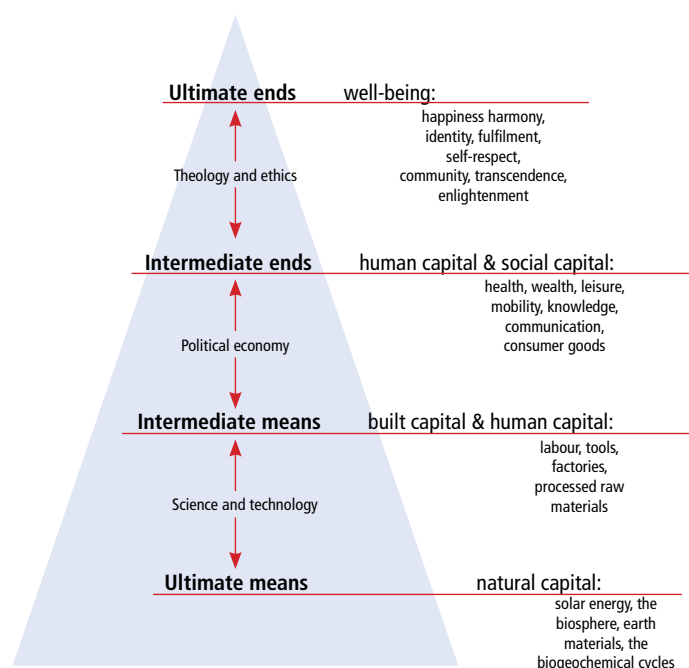 Ultimate ends well-being:
happiness harmony,
identity, fulfilment,
self-respect,
community, transcendence,
enlightenment
Theology and ethics
Intermediate ends human capital & social capital:
health, wealth, leisure,
mobility, knowledge,
communication,
consumer goods
Political economy
Intermediate means built capital & human capital:
labour, tools,
factories,
processed raw
materials
Science and technology
Ultimate means natural capital:
solar energy, the
biosphere, earth
materials, the
biogeochemical cycles